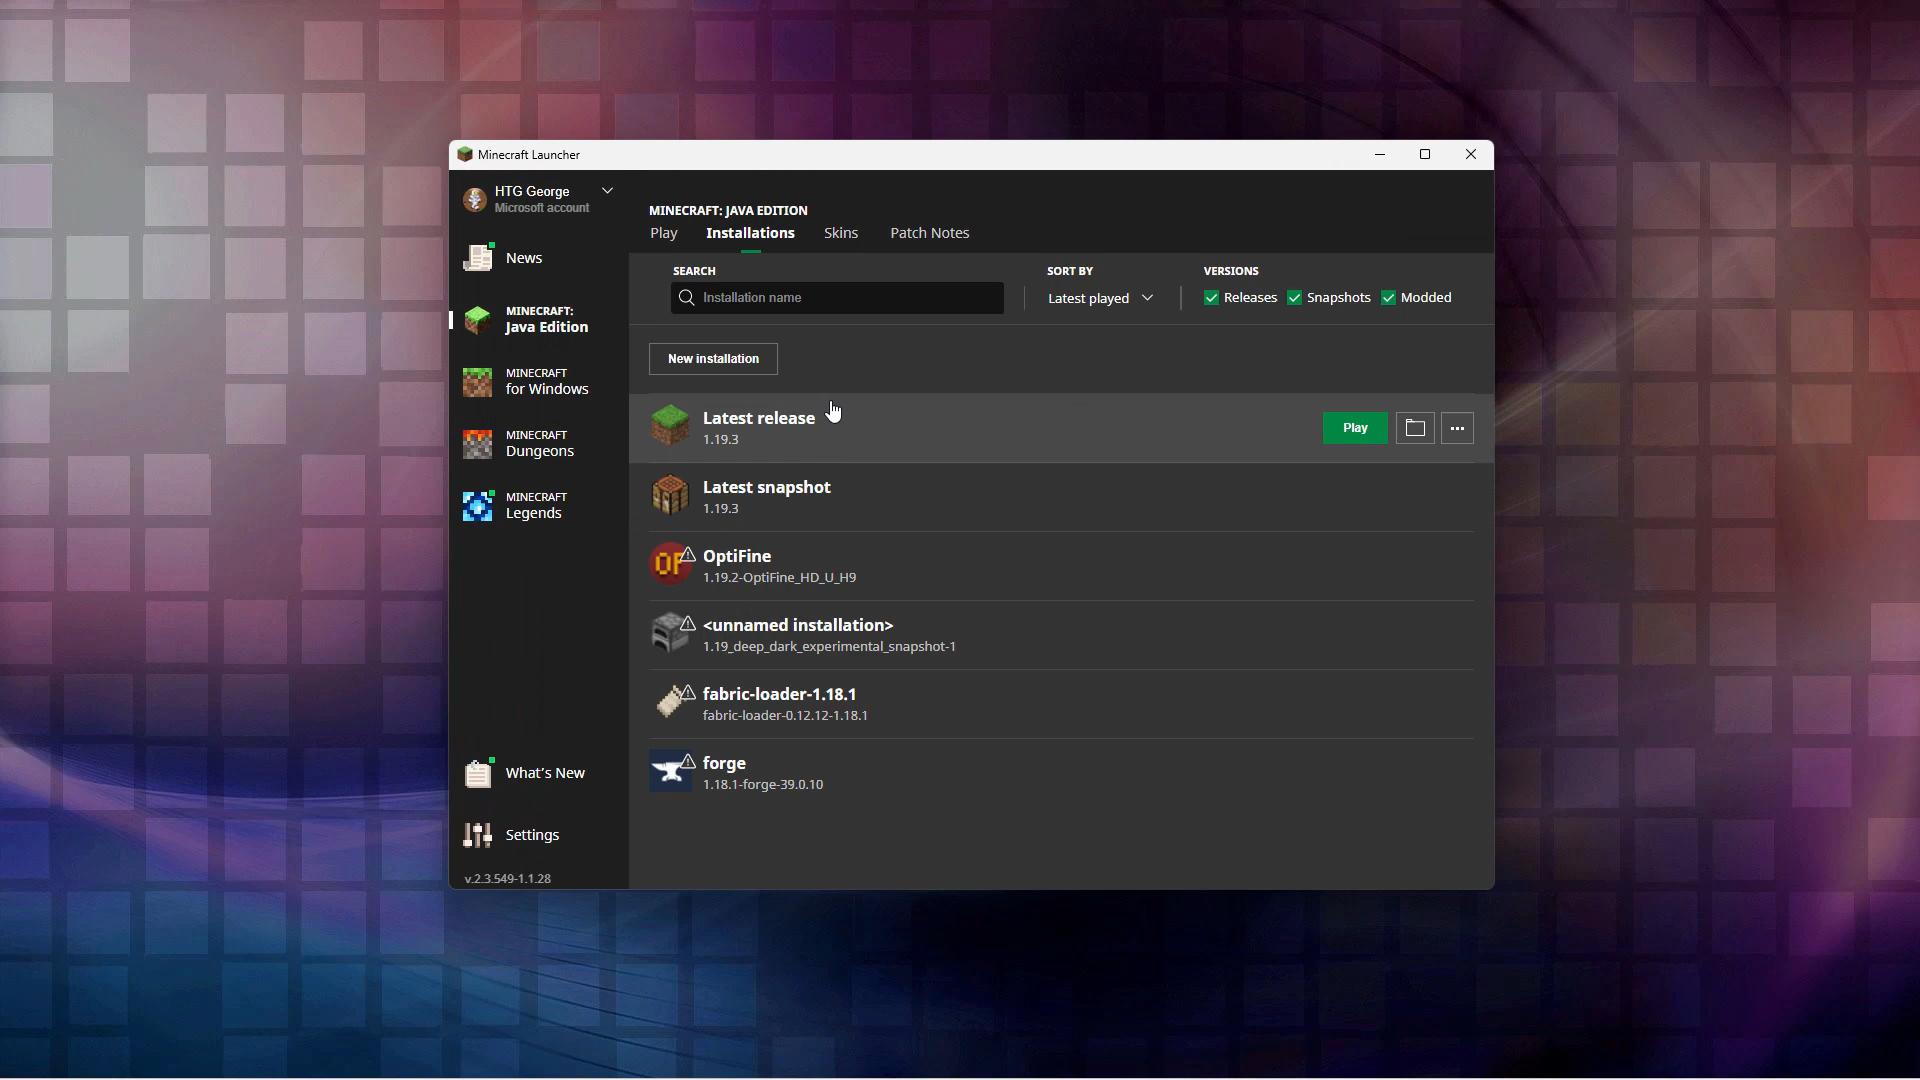 Minecraft Launcher
HTG George
Microsoft account
News
MINECRAFT:
Java Edition
MINECRAFT
for Windows
MINECRAFT
Dungeons
MINECRAFT
Legends
What's New
Settings
v.2.3.549-1.1.28
MINECRAFT: JAVA EDITION
Play Installations Skins Patch Notes
SEARCH SORT BY VERSIONS
Installation name Latest played Releases Snapshots Modded
New installation
Latest release
1.19.3
Play
Latest snapshot
1.19.3
OF
OptiFine
1.19.2-OptiFine_HD_U_H9
<unnamed installation>
1.19_deep_dark_experimental_snapshot-1
fabric-loader-1.18.1
fabric-loader-0.12.12-1.18.1
forge
1.18.1-forge-39.0.10